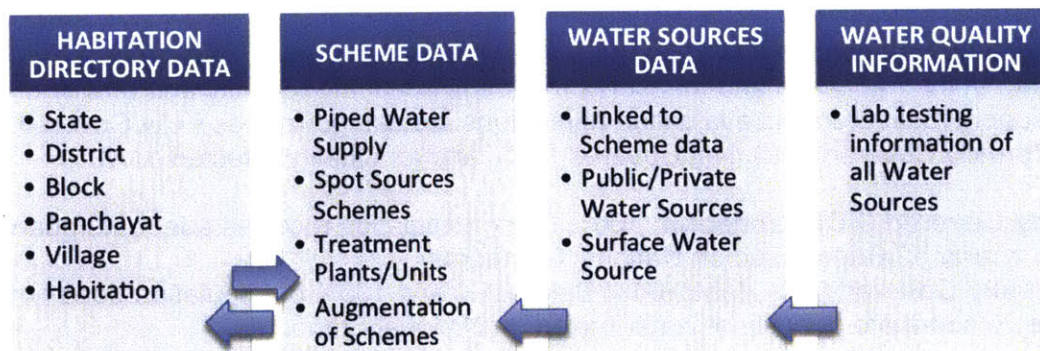 HABITATION
DIRECTORY DATA
• State
• District
• Block
• Panchayat
• Village
• Habitation
SCHEME DATA
• Piped Water
Supply
• Spot Sources
Schemes
• Treatment
Plants/Units
• Augmentation
of Schemes
WATER SOURCES
DATA
• Linked to
Scheme data
• Public/Private
Water Sources
• Surface Water
Source
WATER QUALITY
INFORMATION
• Lab testing
information of
all Water
Sources